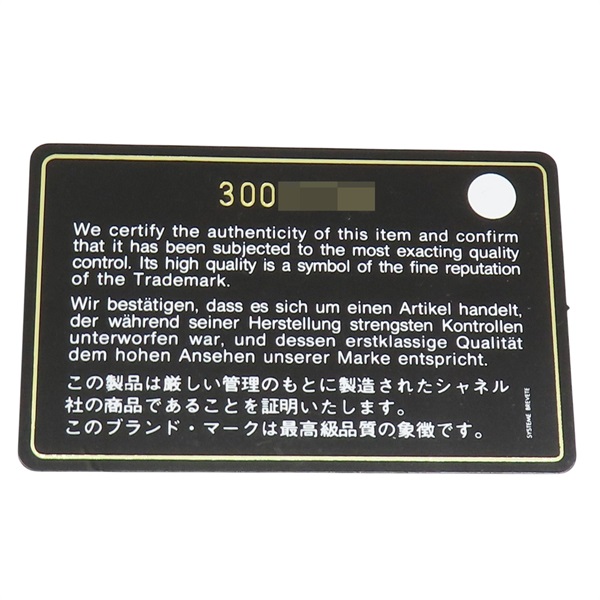 300
We certify the authenticity of this item and confirm
that it has been subjected to the most exacting quality
control. Its high quality is a symbol of the fine reputation
of the Trademark.
Wir bestätigen, dass es sich um einen Artikel handelt,
der während seiner Herstellung strengsten Kontrollen
unterworfen war, und dessen erstklassige Qualität
dem hohen Ansehen unserer Marke entspricht.
この製品は厳しい管理のもとに製造されたシャネル
社の商品であることを証明いたします。
このブランド・マークは最高級品質の象徴です。
SYSTEME BREVETE